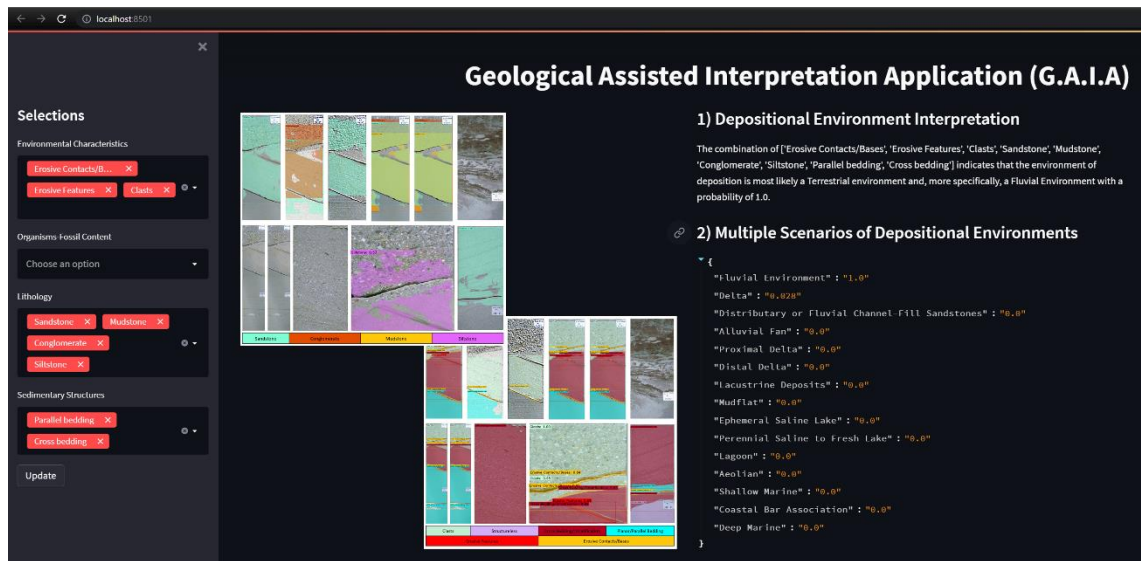 localhost:8501
Selections
Environmental Characteristics
Erosive Contacts/B...
Erosive Features
Clasts
Organisms-Fossil Content
Choose an option
Lithology
Sandstone
Mudstone
Conglomerate
Siltstone
Sedimentary Structures
Parallel bedding
Cross bedding
Update
Geological Assisted Interpretation Application (G.A.I.A)
Sandstone Conglomerate Mudstone Siltstone
Clasts Structureless Planar/Parallel Bedding
Erosive Contacts/Bases
1) Depositional Environment Interpretation
The combination of ['Erosive Contacts/Bases', 'Erosive Features', 'Clasts', 'Sandstone', 'Mudstone',
'Conglomerate', 'Siltstone', 'Parallel bedding', 'Cross bedding'] indicates that the environment of
deposition is most likely a Terrestrial environment and, more specifically, a Fluvial Environment with a
probability of 1.0.
2) Multiple Scenarios of Depositional Environments
{
"Fluvial Environment" : "1.0"
"Delta" : "0.028"
"Distributary or Fluvial Channel-Fill Sandstones" : "0.0"
"Alluvial Fan" : "0.0"
"Proximal Delta" : "0.0"
"Distal Delta" : "0.0"
"Lacustrine Deposits" : "0.0"
"Mudflat" : "0.0"
"Ephemeral Saline Lake" : "0.0"
"Perennial Saline to Fresh Lake" : "0.0"
"Lagoon" : "0.0"
"Aeolian" : "0.0"
"Shallow Marine" : "0.0"
"Coastal Bar Association" : "0.0"
"Deep Marine" : "0.0"
}